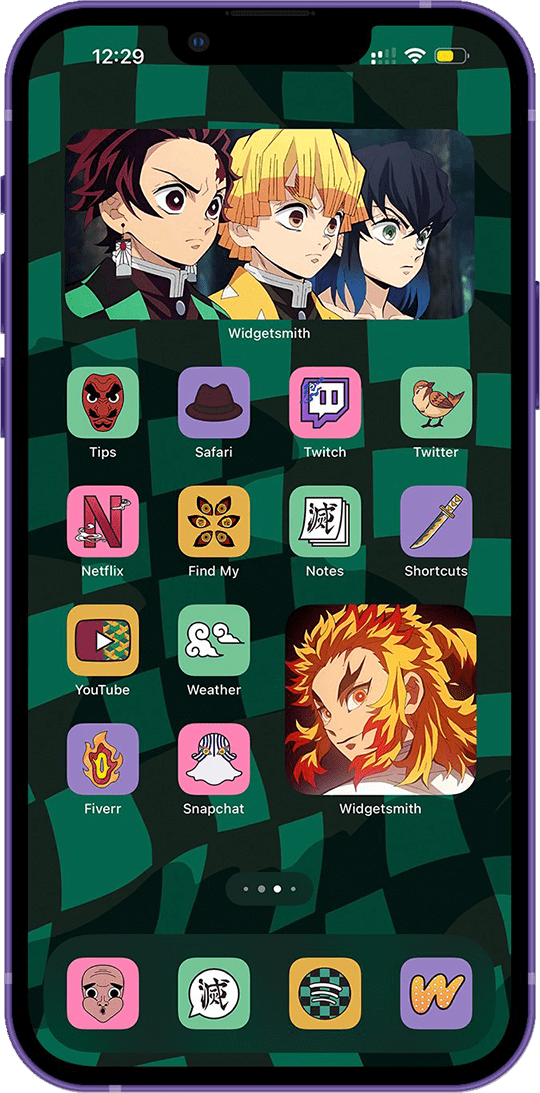 12:29
Widgetsmith
Tips Safari Twitch Twitter
N 滅
Netflix Find My Notes Shortcuts
YouTube Weather
Fiverr Snapchat Widgetsmith
滅 W